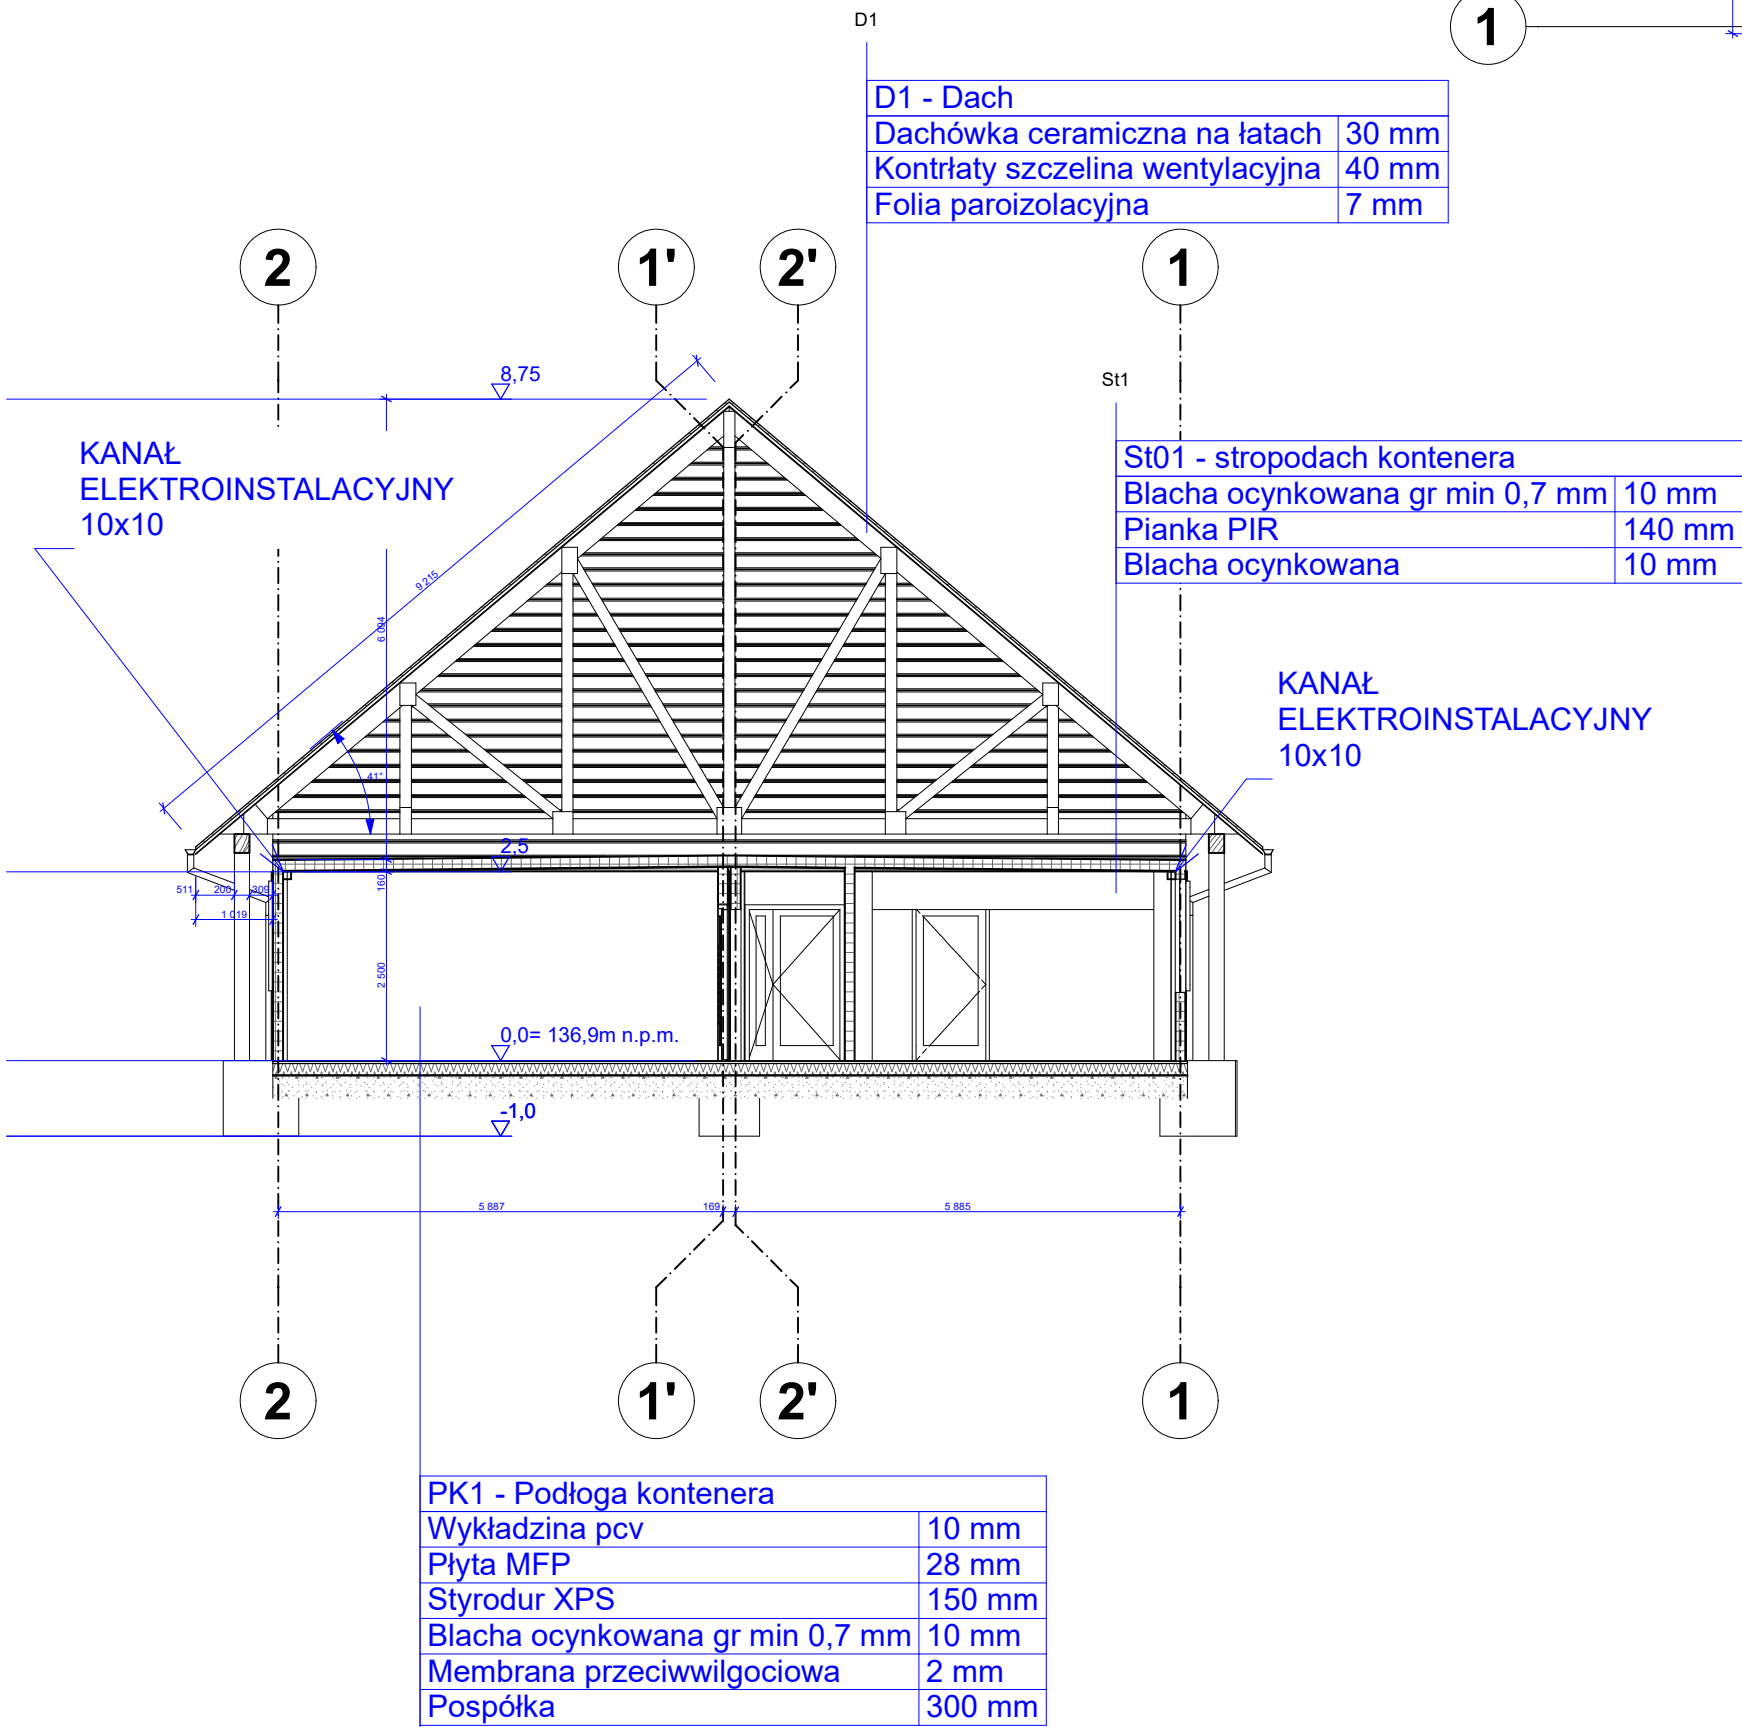 D1
1
D1 - Dach
Dachówka ceramiczna na łatach 30 mm
Kontrłaty szczelina wentylacyjna 40 mm
Folia paroizolacyjna 7 mm
2
1'
2'
1
8,75
St1
KANAŁ
ELEKTROINSTALACYJNY
10x10
St01 - stropodach kontenera
Blacha ocynkowana gr min 0,7 mm 10 mm
Pianka PIR 140 mm
Blacha ocynkowana 10 mm
9 215
6 094
KANAŁ
ELEKTROINSTALACYJNY
10x10
41°
2,5
160
511 200 309
1 019
2 500
0,0= 136,9m n.p.m.
-1,0
5 887 169 5 885
2
1'
2'
1
PK1 - Podłoga kontenera
Wykładzina pcv 10 mm
Płyta MFP 28 mm
Styrodur XPS 150 mm
Blacha ocynkowana gr min 0,7 mm 10 mm
Membrana przeciwwilgociowa 2 mm
Pospółka 300 mm